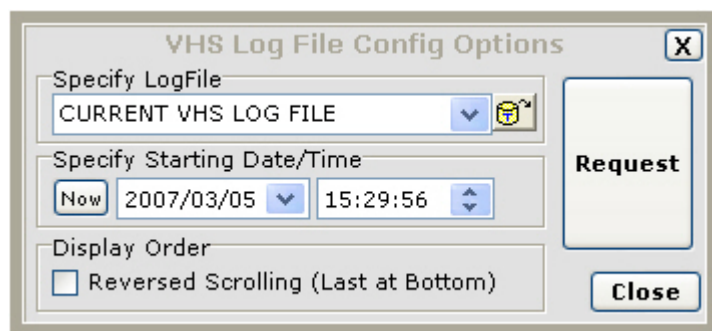 VHS Log File Config Options
X
Specify LogFile
CURRENT VHS LOG FILE
Specify Starting Date/Time
Now 2007/03/05 15:29:56
Request
Display Order
Reversed Scrolling (Last at Bottom)
Close